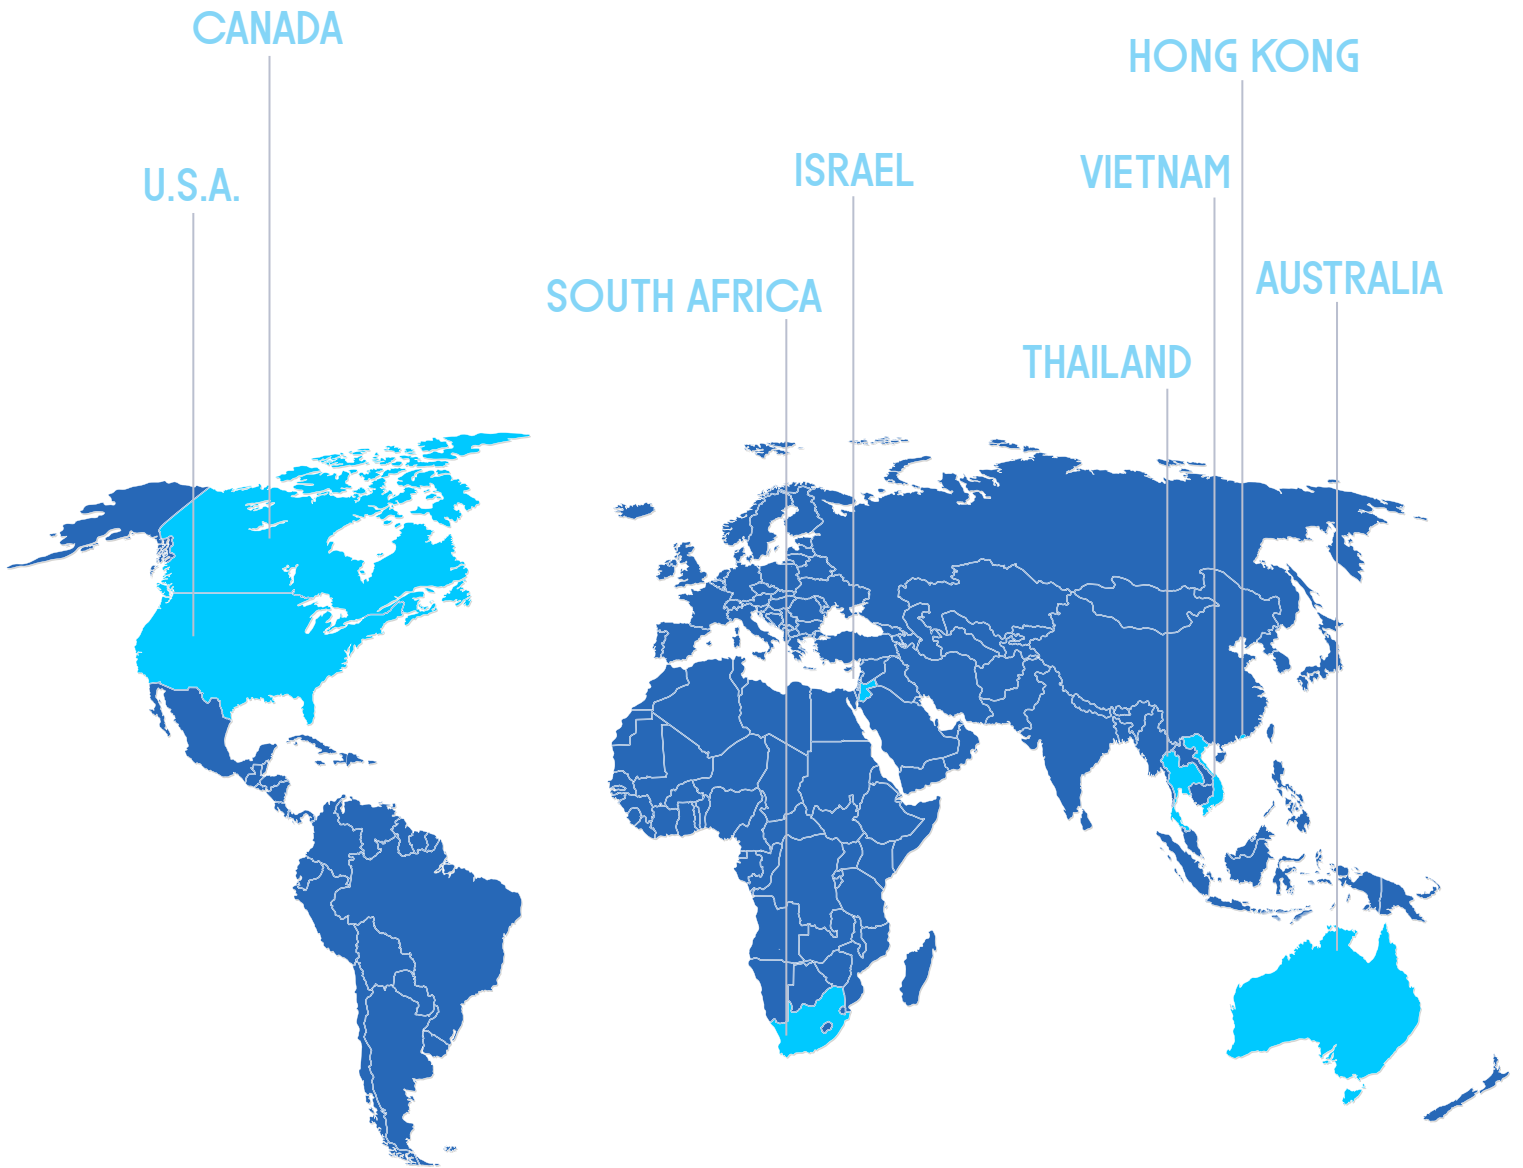 CANADA
HONG KONG
ISRAEL
VIETNAM
U.S.A.
AUSTRALIA
SOUTH AFRICA
THAILAND